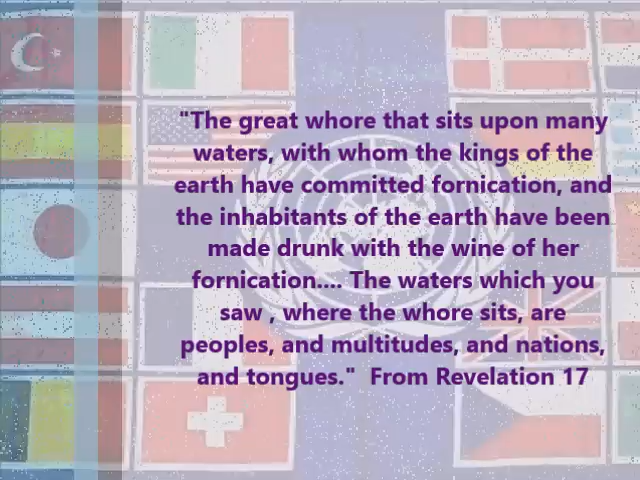 "The great whore that sits upon many
waters, with whom the kings of the
earth have committed fornication, and
the inhabitants of the earth have been
made drunk with the wine of her
fornication.... The waters which you
saw , where the whore sits, are
peoples, and multitudes, and nations,
and tongues."  From Revelation 17